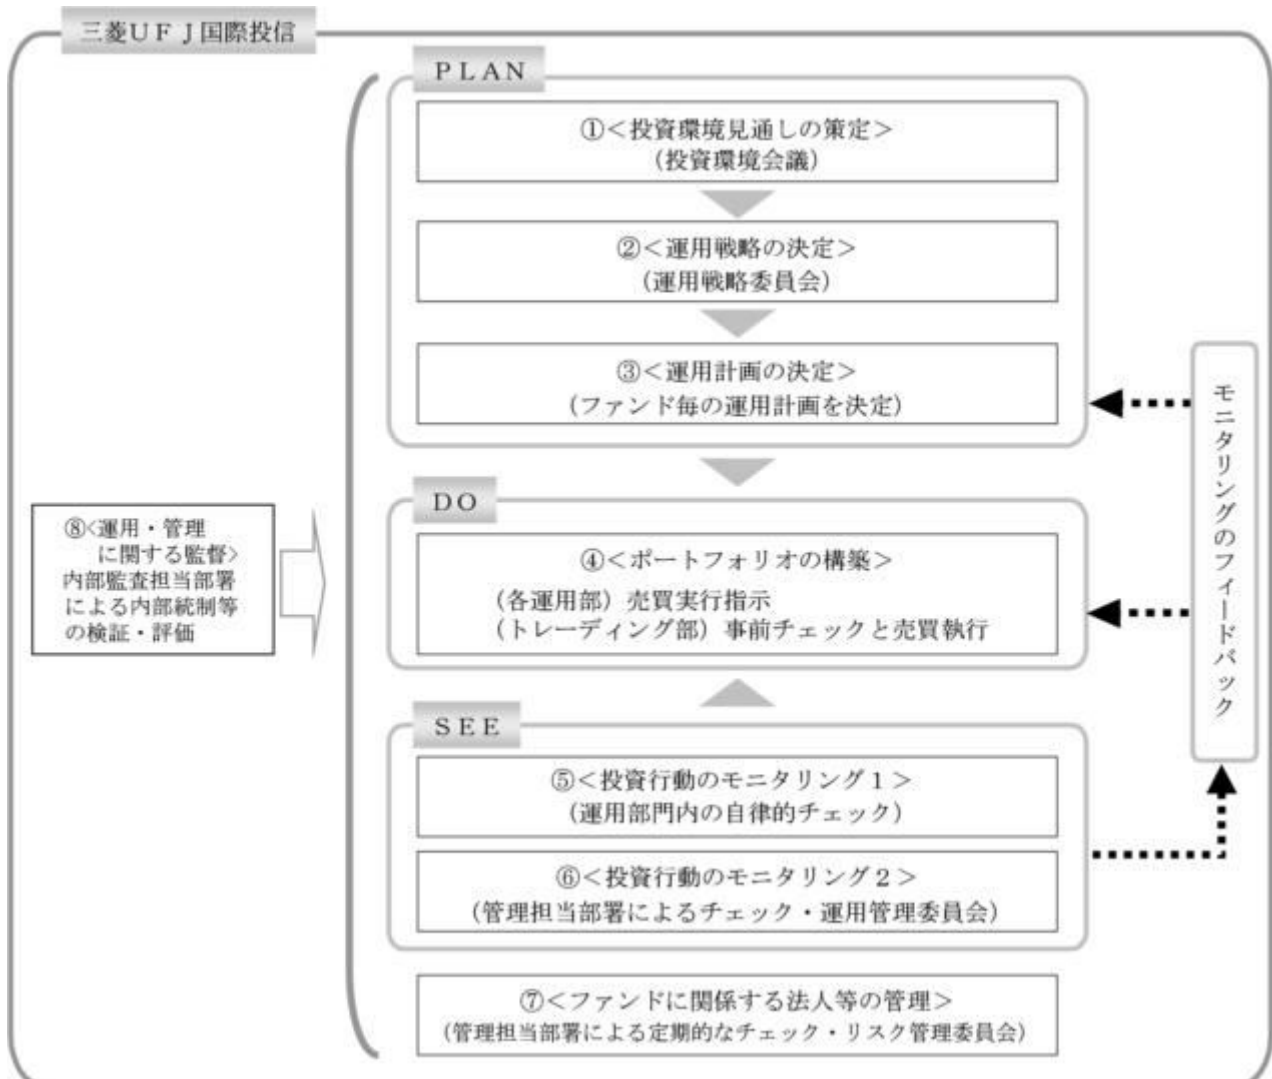 三菱ＵＦＪ国際投信
ＰＬＡＮ
①＜投資環境見通しの策定＞
（投資環境会議）
②＜運用戦略の決定＞
（運用戦略委員会）
③＜運用計画の決定＞
（ファンド毎の運用計画を決定）
ＤＯ
④＜ポートフォリオの構築＞
（各運用部）売買実行指示
（トレーディング部）事前チェックと売買執行
ＳＥＥ
⑤＜投資行動のモニタリング１＞
（運用部門内の自律的チェック）
⑥＜投資行動のモニタリング２＞
（管理担当部署によるチェック・運用管理委員会）
⑦＜ファンドに関係する法人等の管理＞
（管理担当部署による定期的なチェック・リスク管理委員会）
⑧<運用・管理
に関する監督>
内部監査担当部署
による内部統制等
の検証・評価
モニタリングのフィードバック